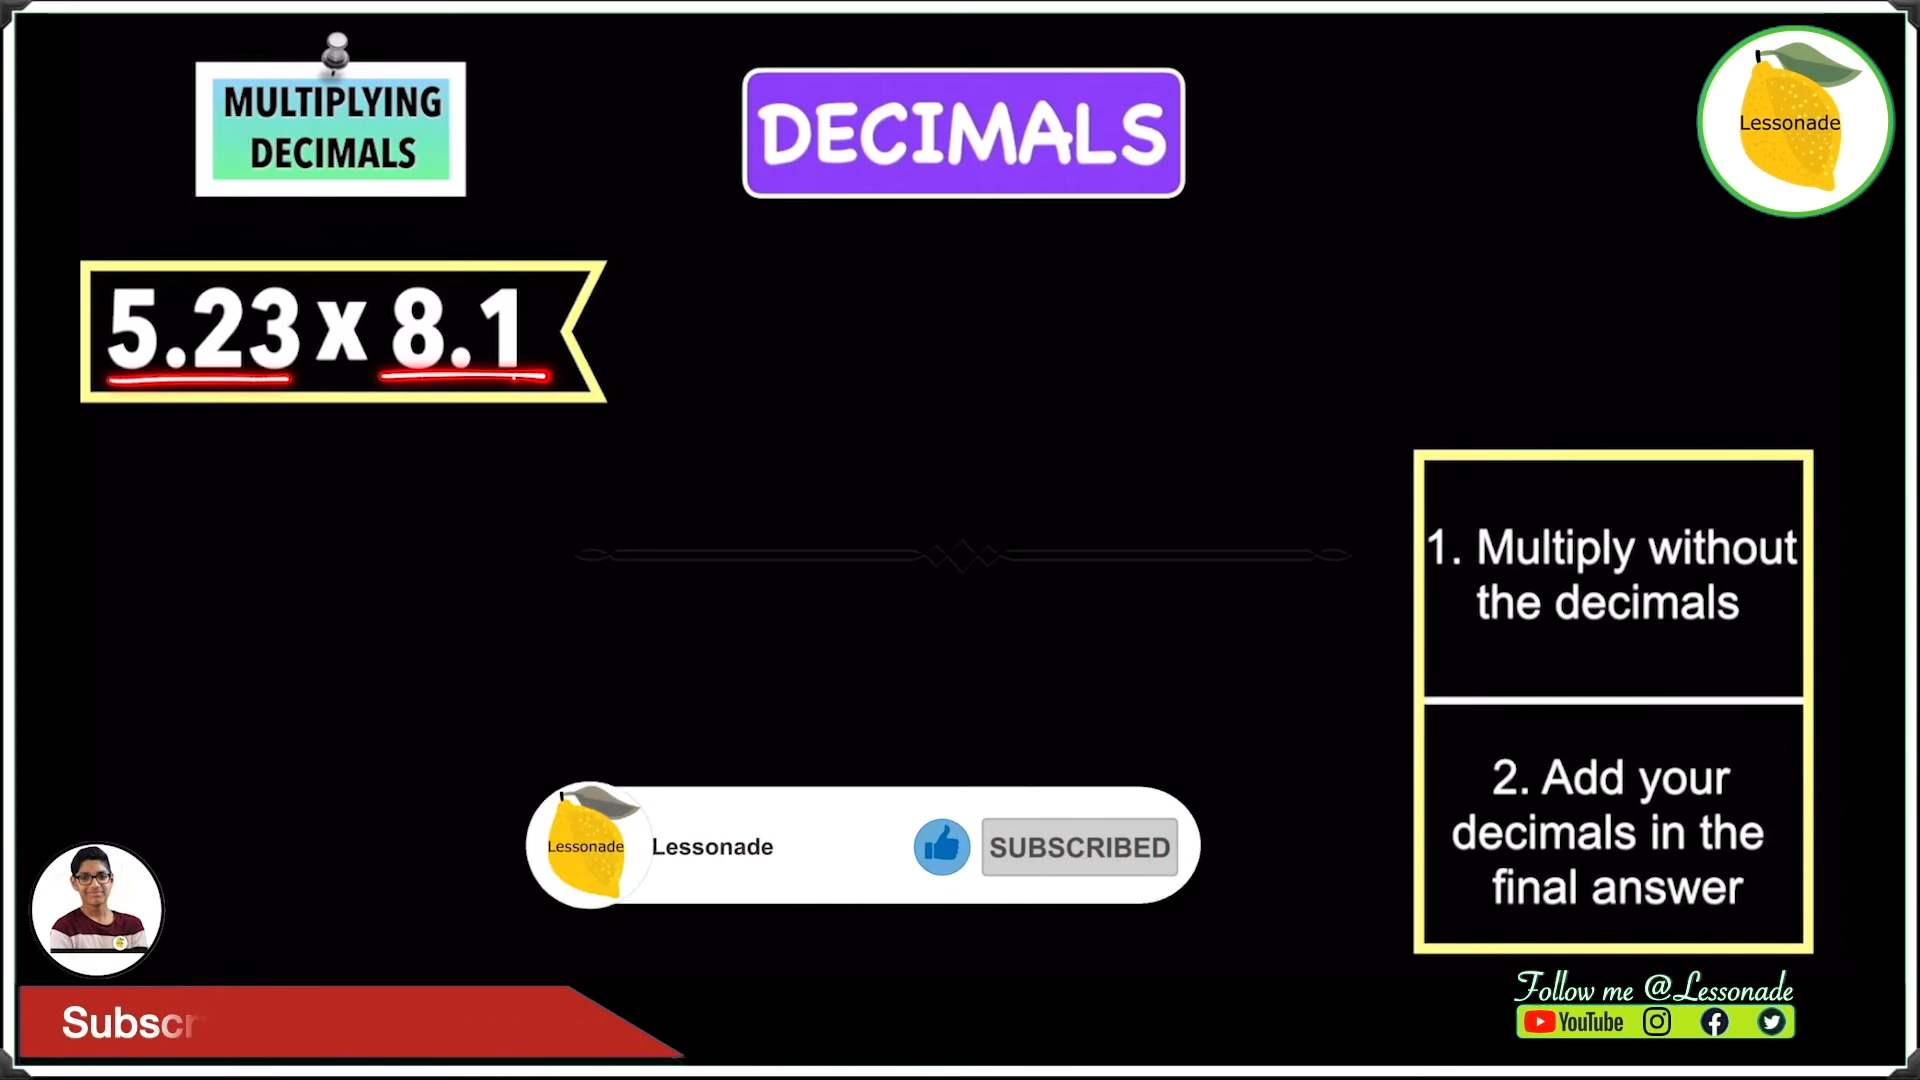 MULTIPLYING
DECIMALS
DECIMALS
Lessonade
5.23 x 8.1
1. Multiply without
the decimals
2. Add your
decimals in the
final answer
Lessonade
Lessonade
SUBSCRIBED
Subscr
Follow me @Lessonade
YouTube